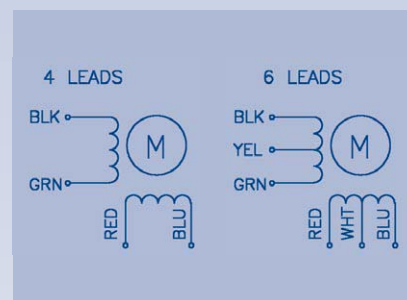 4 LEADS
BLK
M
GRN
RED
BLU
6 LEADS
BLK
YEL
M
GRN
RED
WHT
BLU